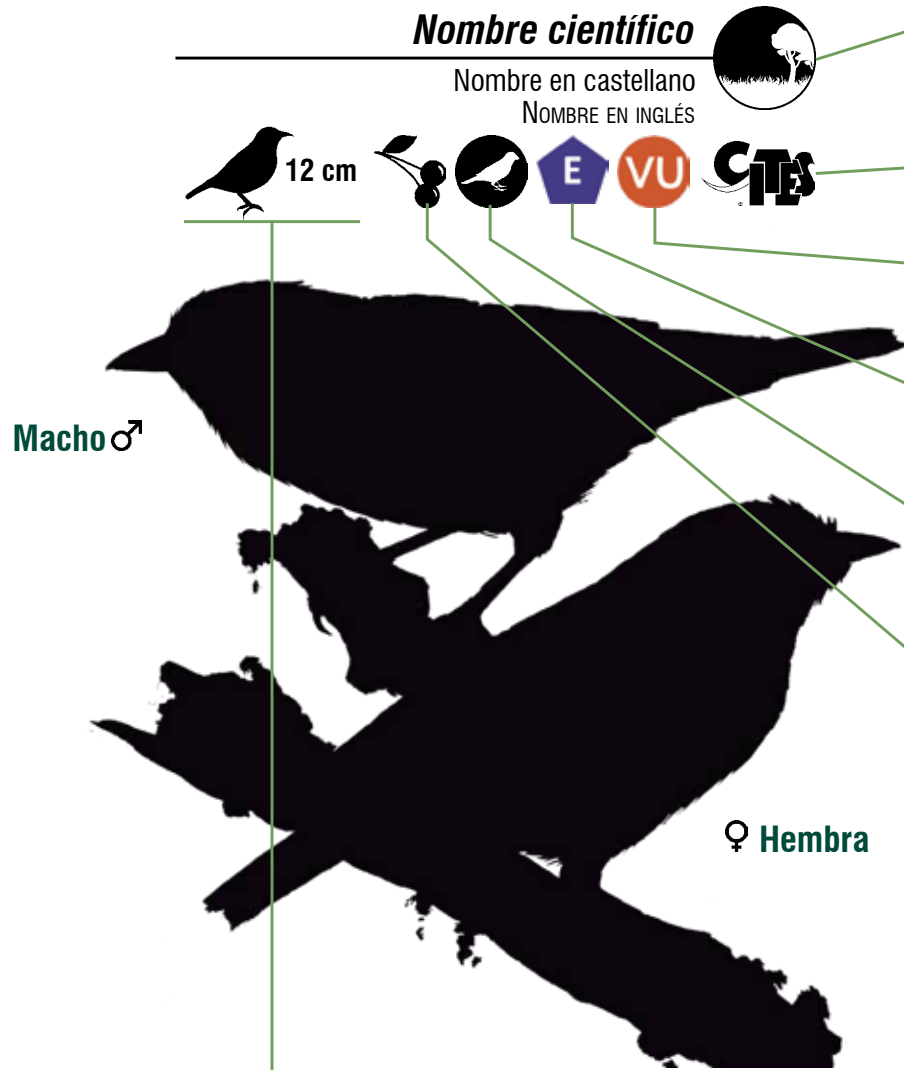 Nombre científico
Nombre en castellano
NOMBRE EN INGLÉS
12 cm E VU CITES
Macho ♂
♀ Hembra